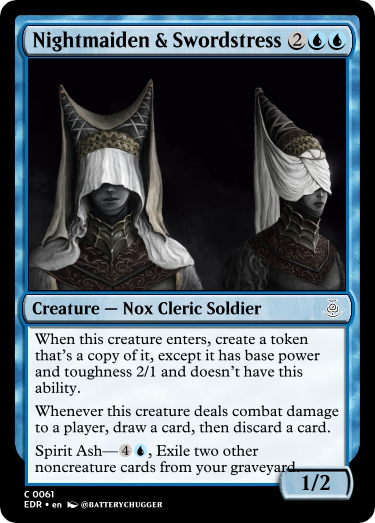 Nightmaiden & Swordstress 2
Creature — Nox Cleric Soldier
When this creature enters, create a token
that's a copy of it, except it has base power
and toughness 2/1 and doesn't have this
ability.
Whenever this creature deals combat damage
to a player, draw a card, then discard a card.
Spirit Ash—4, Exile two other
noncreature cards from your graveyard.
1/2
C 0061
EDR • en @BATTERYCHUGGER